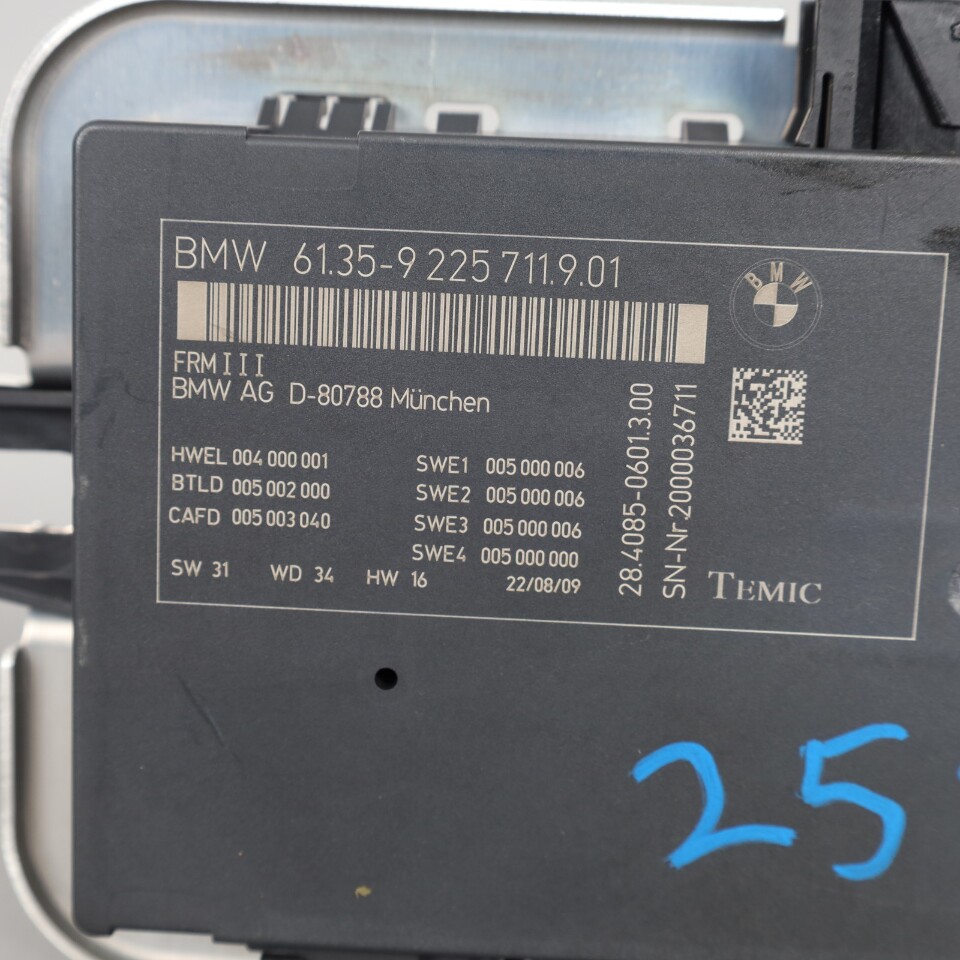 BMW 61.35-9 225 711.9.01
BMW
FRMIII
BMW AG D-80788 München
HWEL 004 000 001
BTLD 005 002 000
CAFD 005 003 040
SWE1 005 000 006
SWE2 005 000 006
SWE3 005 000 006
SWE4 005 000 000
SW 31 WD 34 HW 16 22/08/09
28.4085-0601.3.00
SN-Nr.2000036711
TEMIC
25